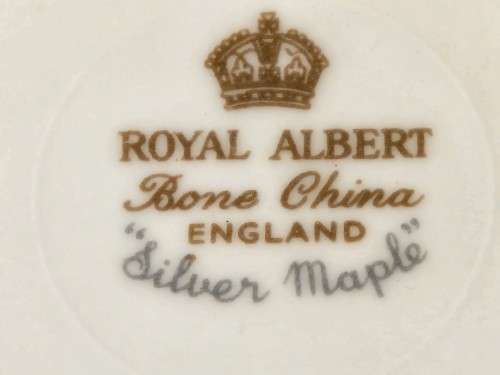 ROYAL ALBERT
Bone China
ENGLAND
"Silver Maple"